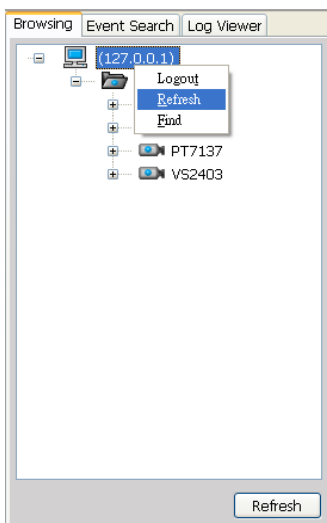 Browsing Event Search Log Viewer
(127.0.0.1)
Logout
Refresh
Find
PT7137
VS2403
Refresh